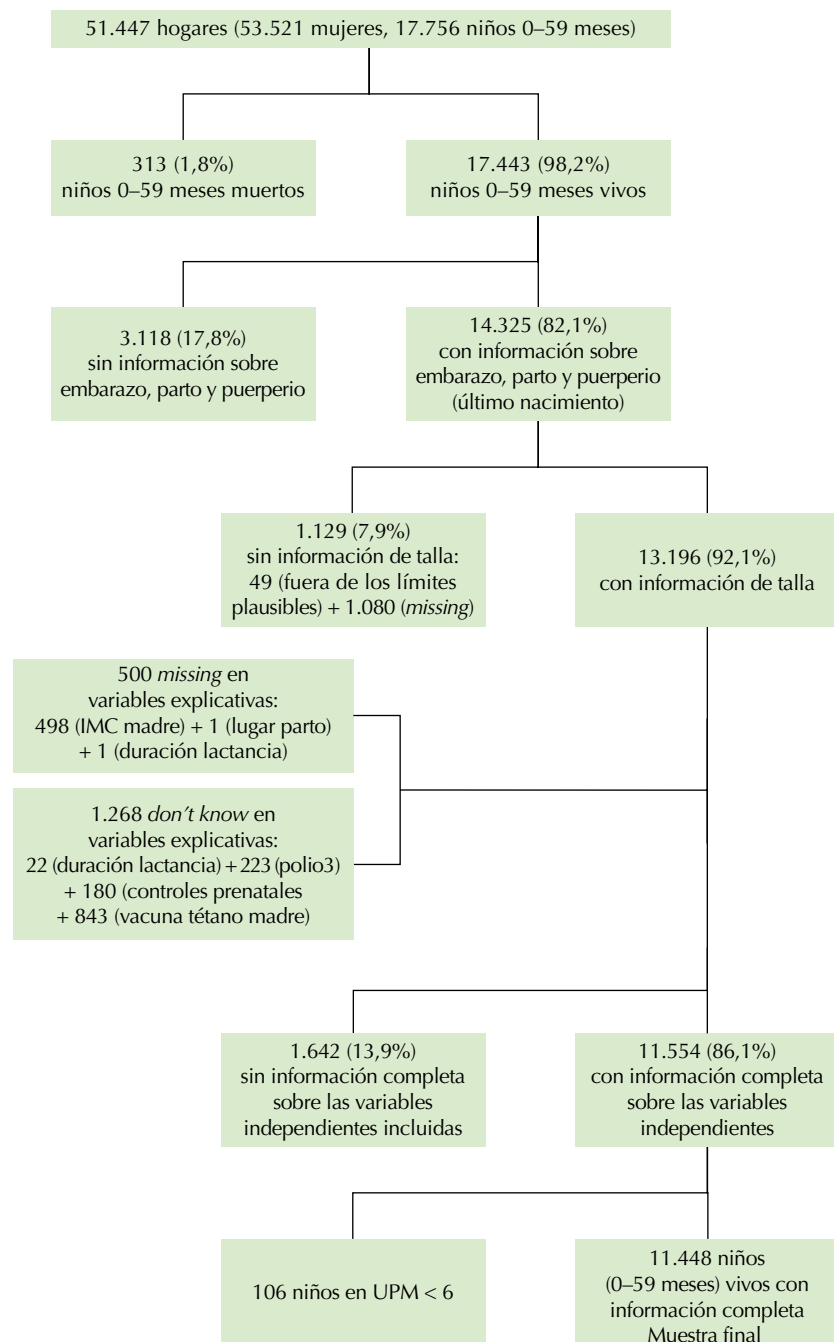 51.447 hogares (53.521 mujeres, 17.756 niños 0–59 meses)
313 (1,8%)
niños 0–59 meses muertos
17.443 (98,2%)
niños 0–59 meses vivos
3.118 (17,8%)
sin información sobre
embarazo, parto y puerperio
14.325 (82,1%)
con información sobre
embarazo, parto y puerperio
(último nacimiento)
1.129 (7,9%)
sin información de talla:
49 (fuera de los límites
plausibles) + 1.080 (missing)
13.196 (92,1%)
con información de talla
500 missing en
variables explicativas:
498 (IMC madre) + 1 (lugar parto)
+ 1 (duración lactancia)
1.268 don't know en
variables explicativas:
22 (duración lactancia) + 223 (polio3)
+ 180 (controles prenatales
+ 843 (vacuna tétano madre)
1.642 (13,9%)
sin información completa
sobre las variables
independientes incluidas
11.554 (86,1%)
con información completa
sobre las variables
independientes
106 niños en UPM < 6
11.448 niños
(0–59 meses) vivos con
información completa
Muestra final